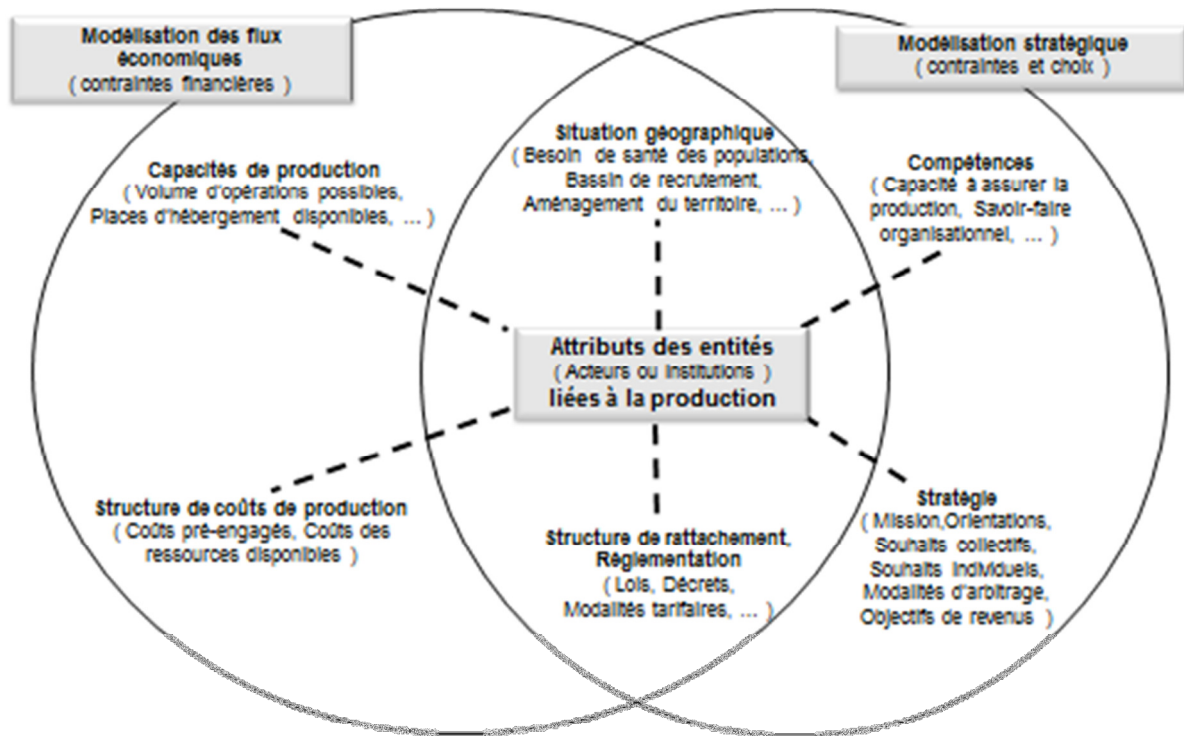 Modélisation des flux
économiques
( contraintes financières )
Modélisation stratégique
( contraintes et choix )
Situation géographique
( Besoin de santé des populations,
Bassin de recrutement,
Aménagement du territoire, ... )
Capacités de production
( Volume d'opérations possibles,
Places d'hébergement disponibles, ... )
Compétences
( Capacité à assurer la
production, Savoir-faire
organisationnel, ... )
Attributs des entités
( Acteurs ou Institutions )
liées à la production
Structure de coûts de production
( Coûts pré-engagés, Coûts des
ressources disponibles )
Structure de rattachement,
Règlementation
( Lois, Décrets,
Modalités tarifaires, ... )
Stratégie
( Mission,Orientations,
Souhaits collectifs,
Souhaits individuels,
Modalités d'arbitrage,
Objectifs de revenus )